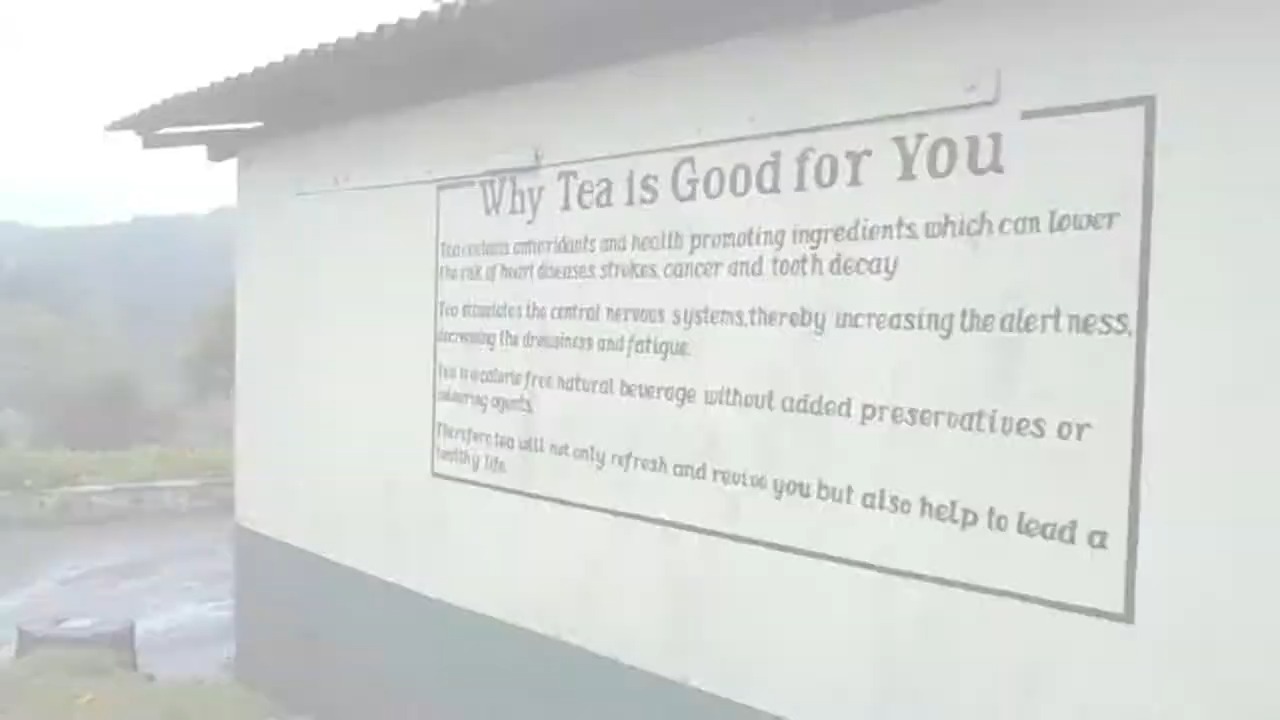 Why Tea is Good for You
Tea contains antioxidants and health promoting ingredients, which can lower
the risk of heart diseases, strokes, cancer and tooth decay
Tea stimulates the central nervous systems, thereby increasing the alert ness,
decreasing the drowsiness and fatigue.
Tea is a calorie free natural beverage without added preservatives or
colouring agents.
Therefore tea will not only refresh and revive you but also help to lead a
healthy life.